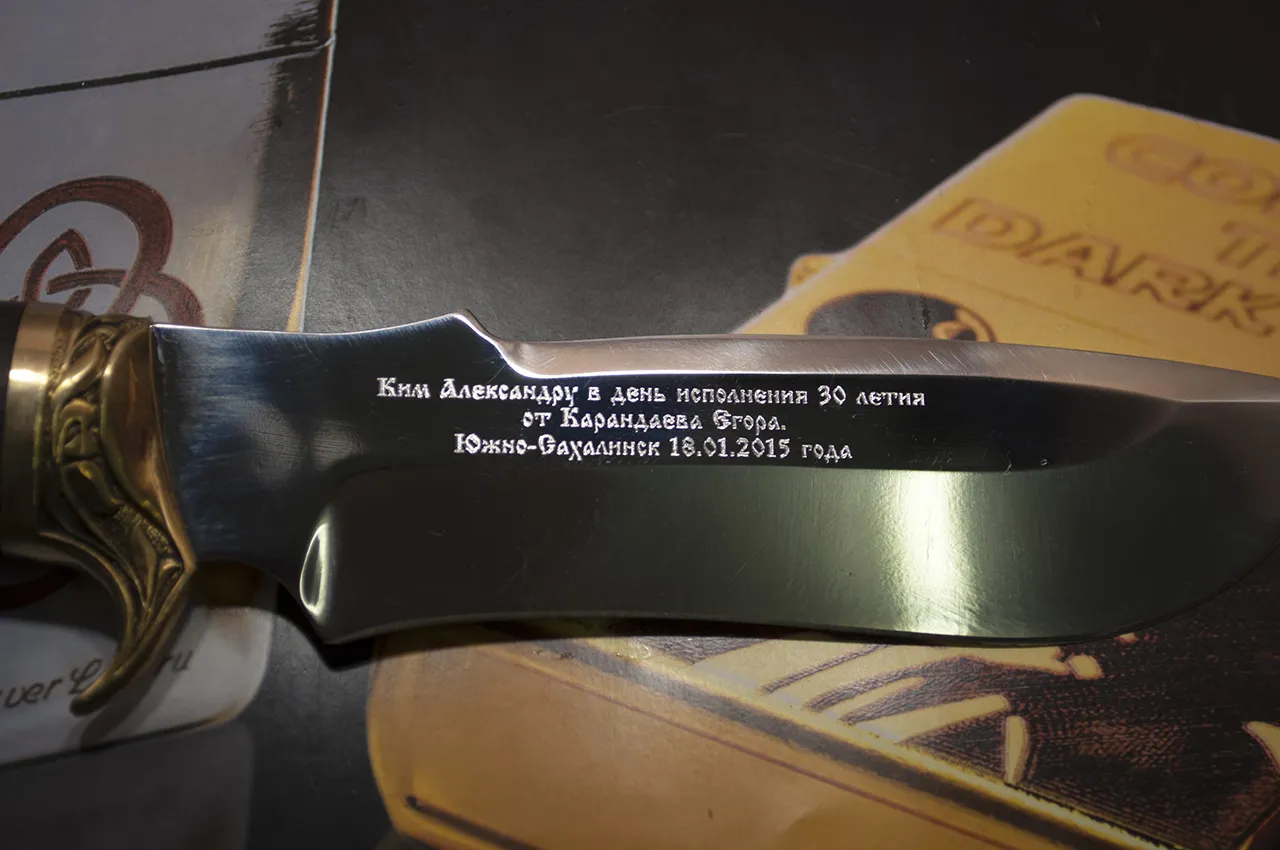 Ким Александру в день исполнения 30 летия
от Карандаева Егора.
Южно-Сахалинск 18.01.2015 года
DARK